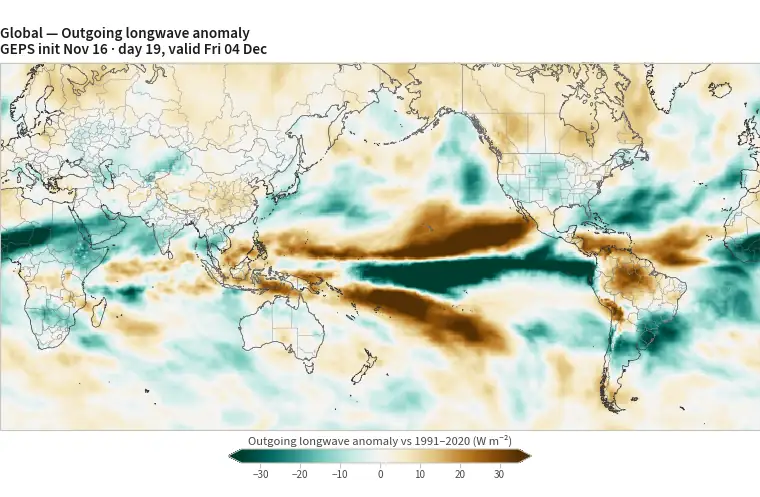 Global — Outgoing longwave anomaly
GEPS init Nov 16 · day 19, valid Fri 04 Dec
Outgoing longwave anomaly vs 1991–2020 (W m⁻²)
−30 −20 −10 0 10 20 30